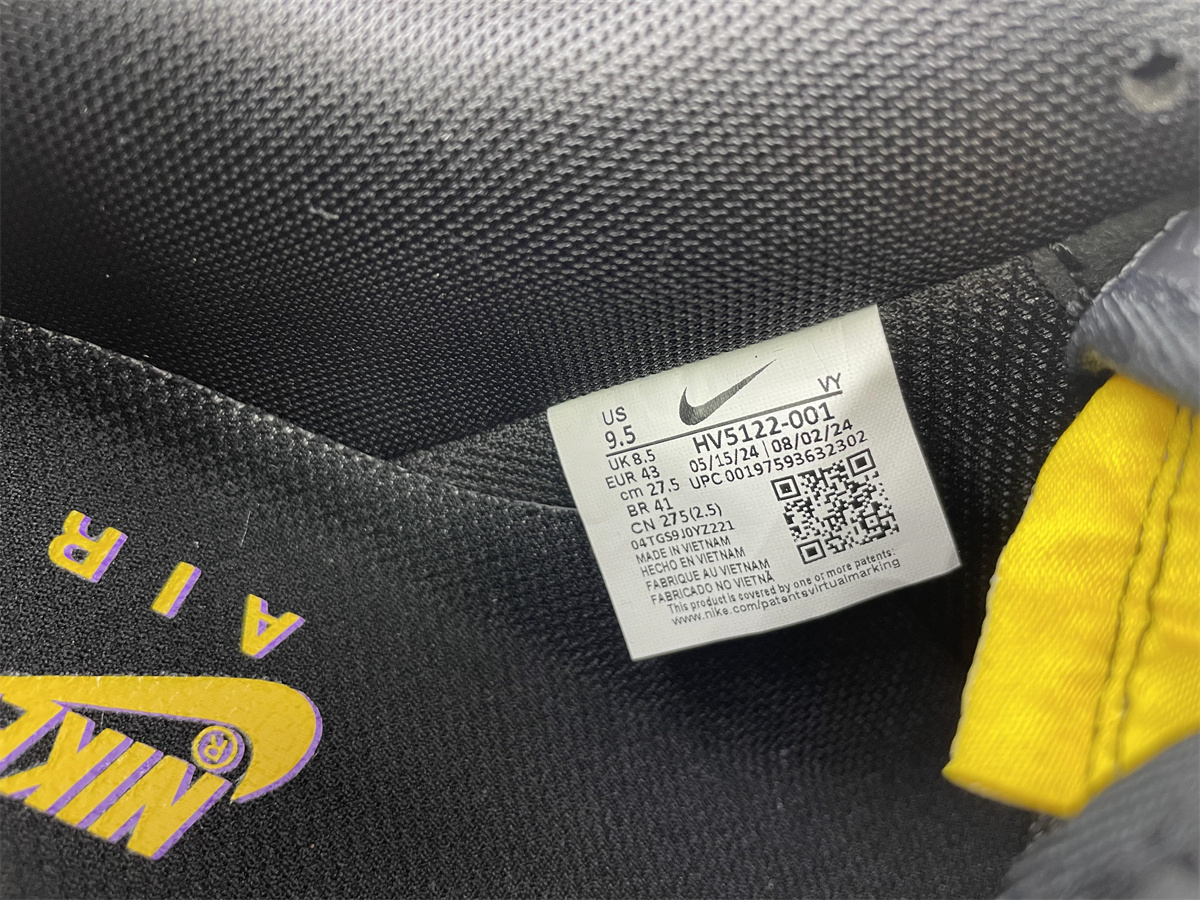 US
9.5
VY
UK 8.5
HV5122-001
EUR 43
05/15/24 | 08/02/24
cm 27.5
UPC 00197593632302
BR 41
CN 275(2.5)
04TGS9J0YZ221
MADE IN VIETNAM
HECHO EN VIETNAM
FABRIQUE AU VIETNAM
FABRICADO NO VIETNÃ
This product is covered by one or more patents:
www.nike.com/patentsvirtualmarking
NIKE®
AIR